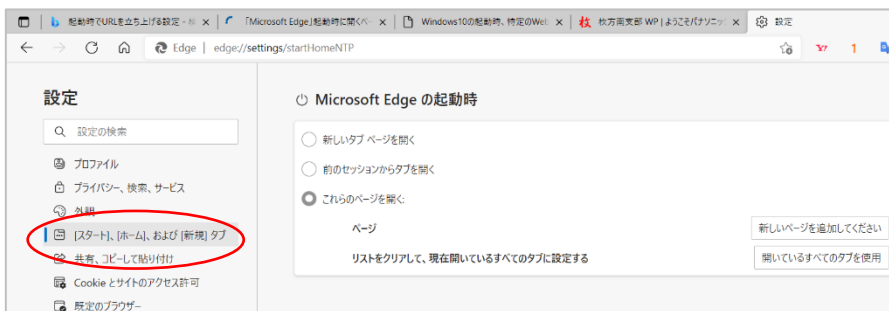 起動時でURLを立ち上げる設定 - 
「Microsoft Edge」起動時に開くペー
Windows10の起動時、特定のWeb
枚方南支部 WP | ようこそパナソニッ
設定
Edge | edge://settings/startHomeNTP
設定
設定の検索
プロファイル
プライバシー、検索、サービス
外観
[スタート]、[ホーム]、および [新規] タブ
共有、コピーして貼り付け
Cookie とサイトのアクセス許可
既定のブラウザー
Microsoft Edge の起動時
新しいタブ ページを開く
前のセッションからタブを開く
これらのページを開く:
ページ
新しいページを追加してください
リストをクリアして、現在開いているすべてのタブに設定する
開いているすべてのタブを使用